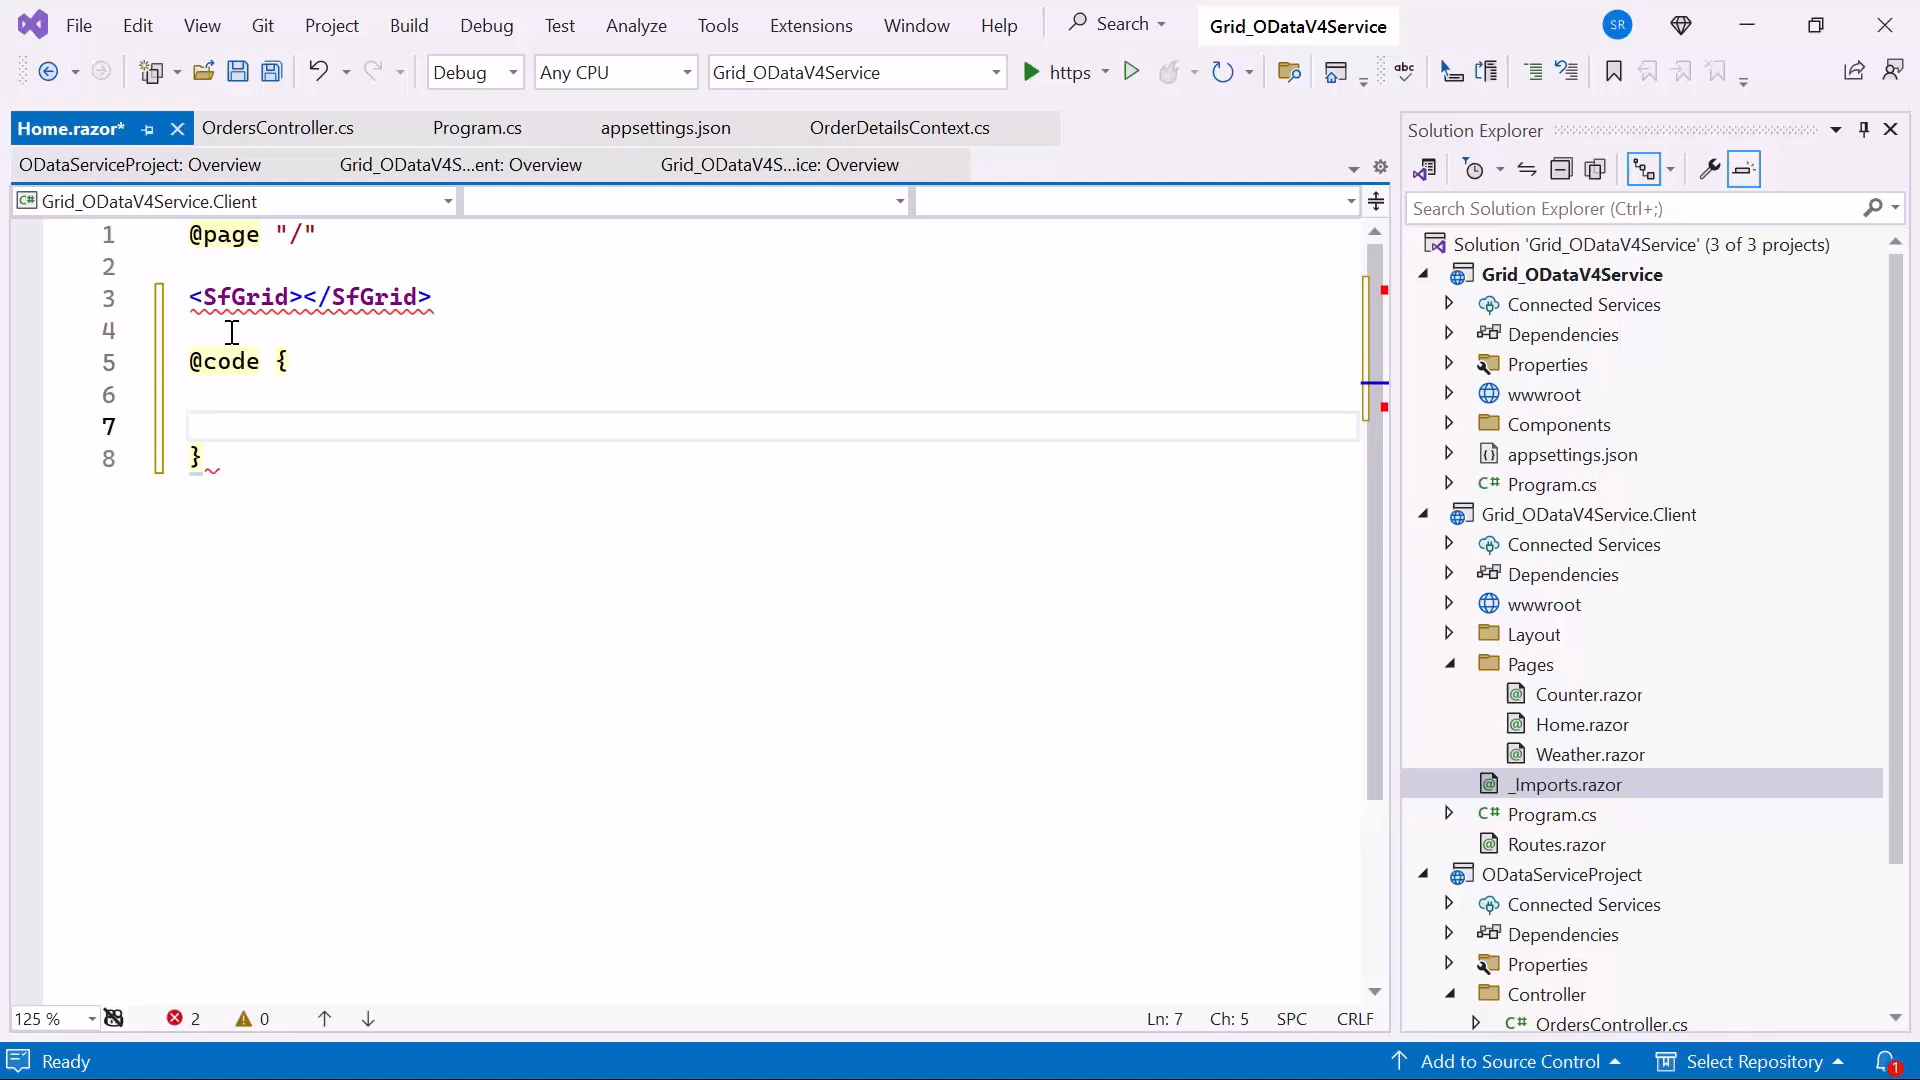 File Edit View Git Project Build Debug Test Analyze Tools Extensions Window Help Search Grid_ODataV4Service SR
Debug Any CPU Grid_ODataV4Service https abc
Home.razor* OrdersController.cs Program.cs appsettings.json OrderDetailsContext.cs
ODataServiceProject: Overview Grid_ODataV4S...ent: Overview Grid_ODataV4S...ice: Overview
C# Grid_ODataV4Service.Client
1 @page "/"
2
3 <SfGrid></SfGrid>
4
5 @code {
6
7
8 }
125 % 2 0 Ln: 7 Ch: 5 SPC CRLF
Solution Explorer
Search Solution Explorer (Ctrl+;)
Solution 'Grid_ODataV4Service' (3 of 3 projects)
Grid_ODataV4Service
Connected Services
Dependencies
Properties
wwwroot
Components
appsettings.json
C# Program.cs
Grid_ODataV4Service.Client
Connected Services
Dependencies
wwwroot
Layout
Pages
Counter.razor
Home.razor
Weather.razor
_Imports.razor
C# Program.cs
Routes.razor
ODataServiceProject
Connected Services
Dependencies
Properties
Controller
C# OrdersController.cs
Ready Add to Source Control Select Repository 1